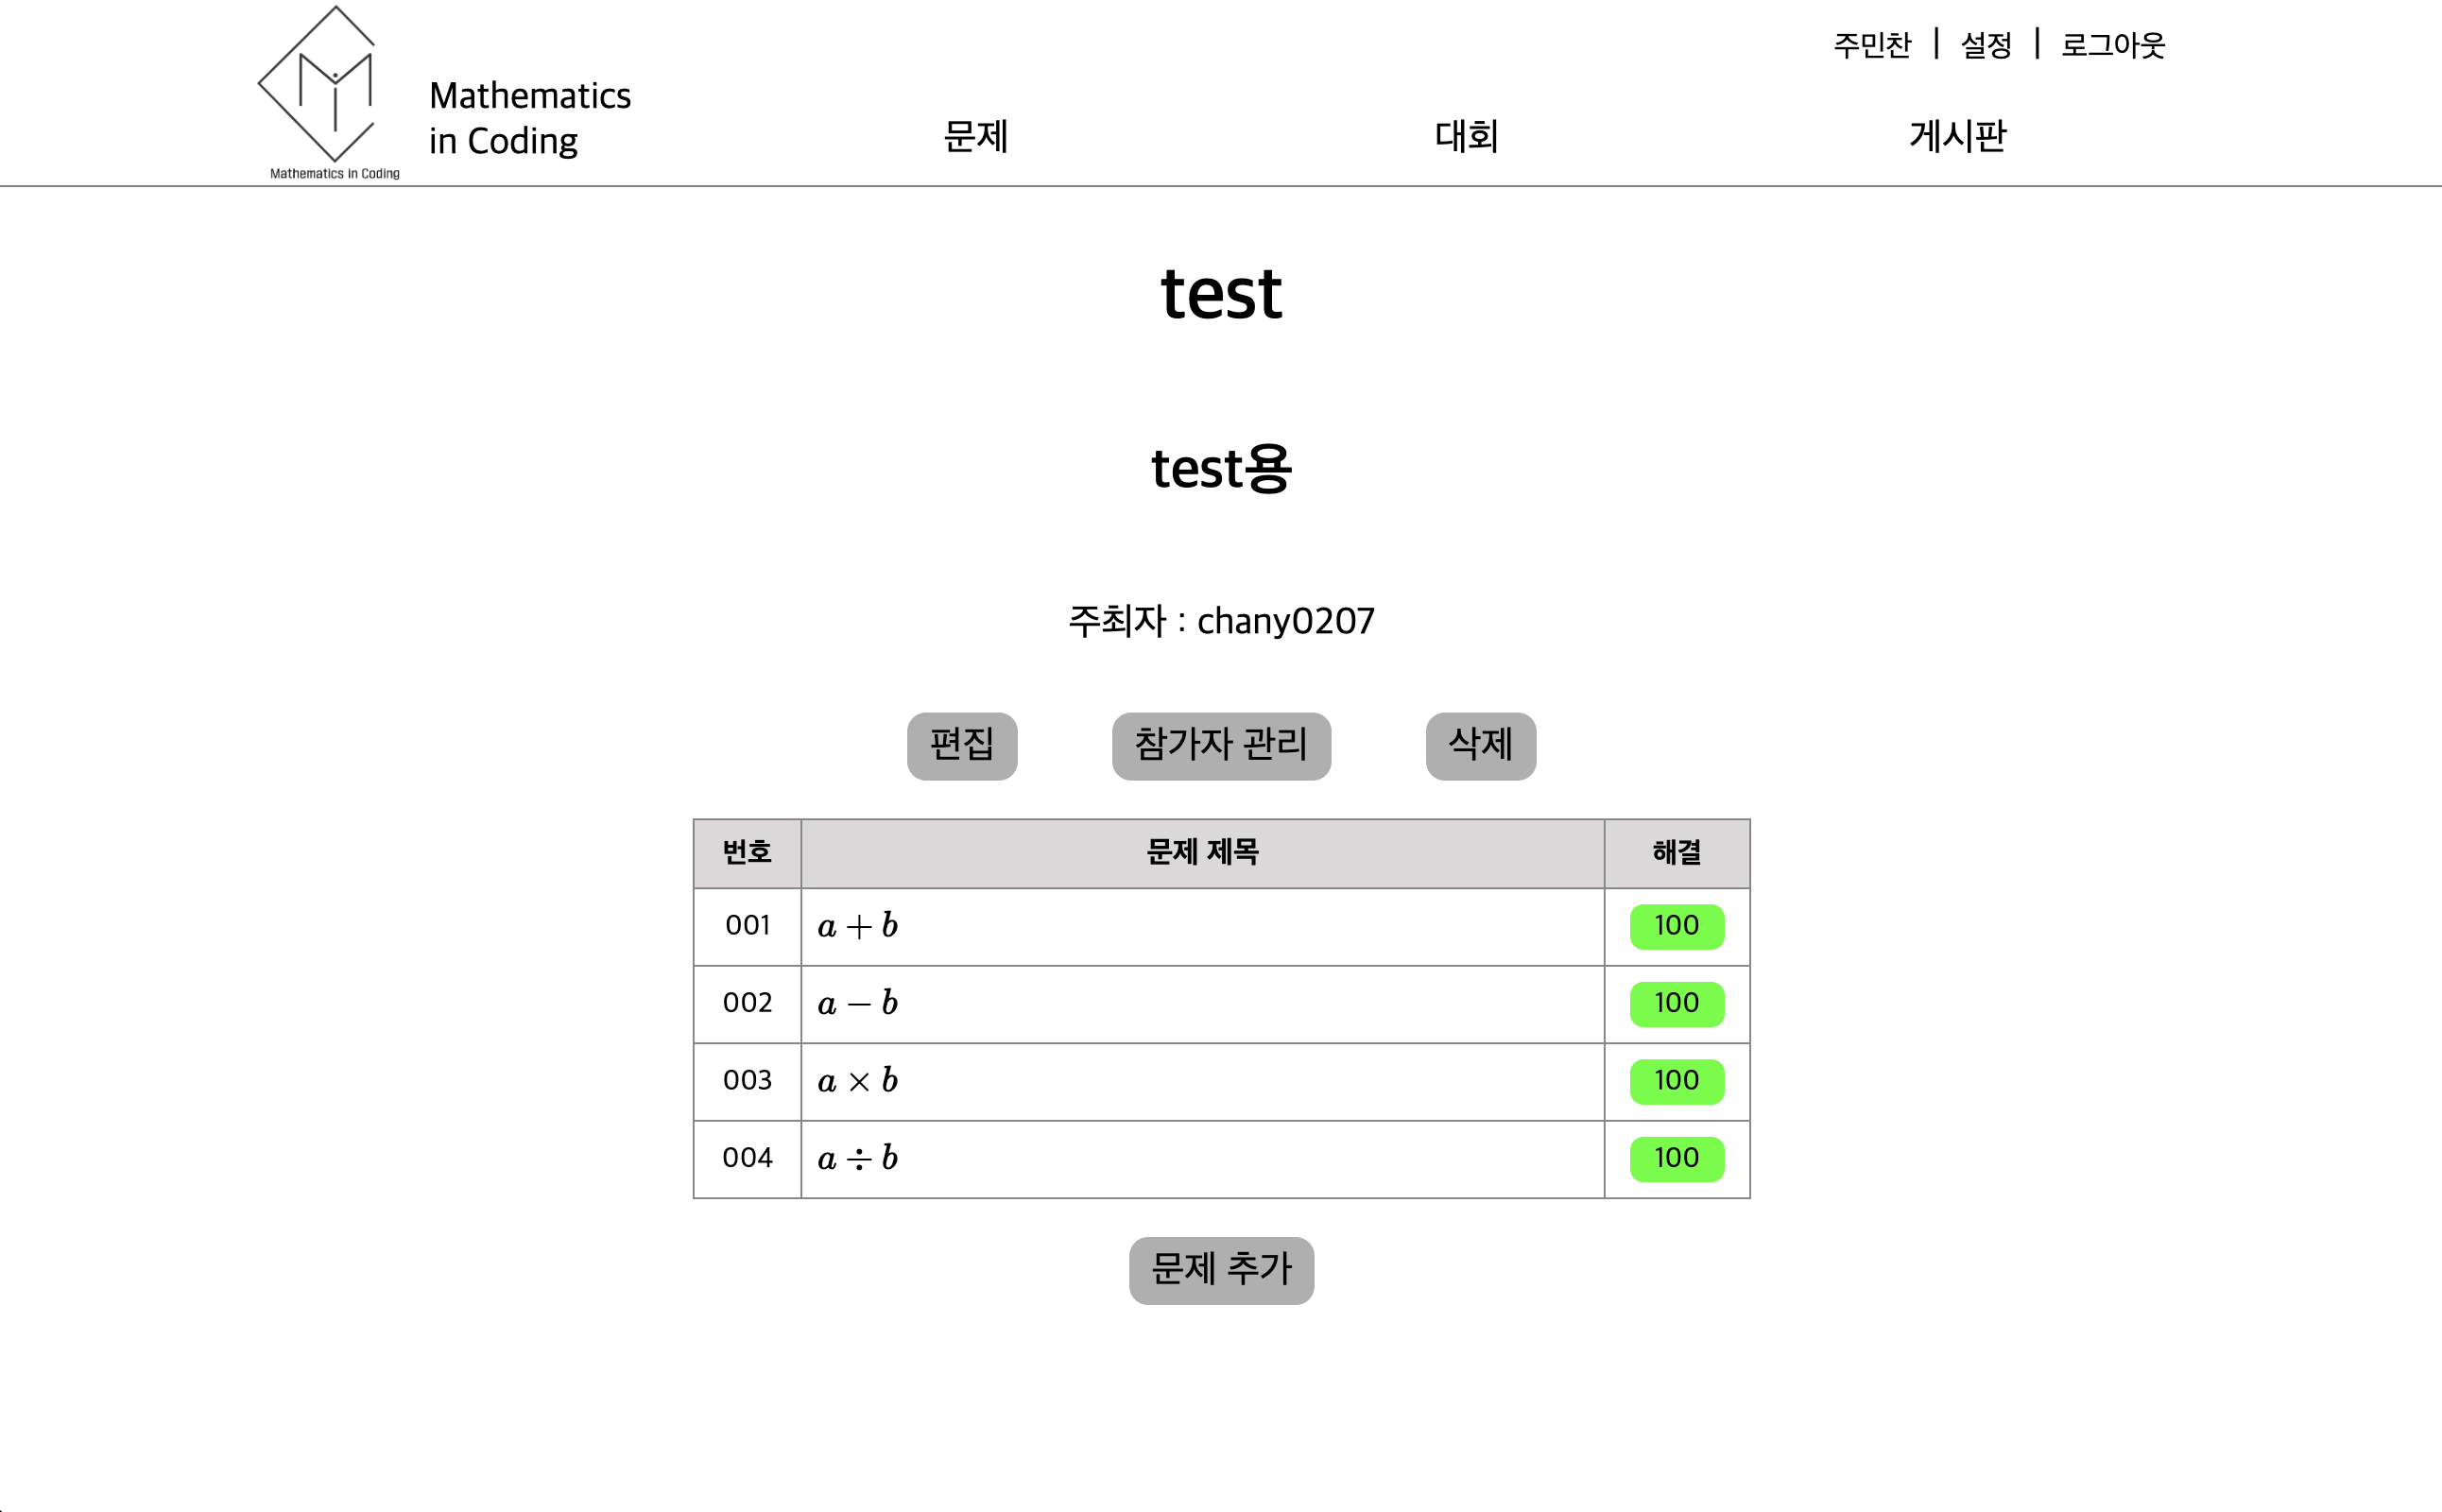 Mathematics in Coding
Mathematics
in Coding
주민찬 | 설정 | 로그아웃
문제 대회 게시판
test
test용
주최자 : chany0207
편집 참가자 관리 삭제
번호 문제 제목 해결
001 a + b 100
002 a − b 100
003 a × b 100
004 a ÷ b 100
문제 추가